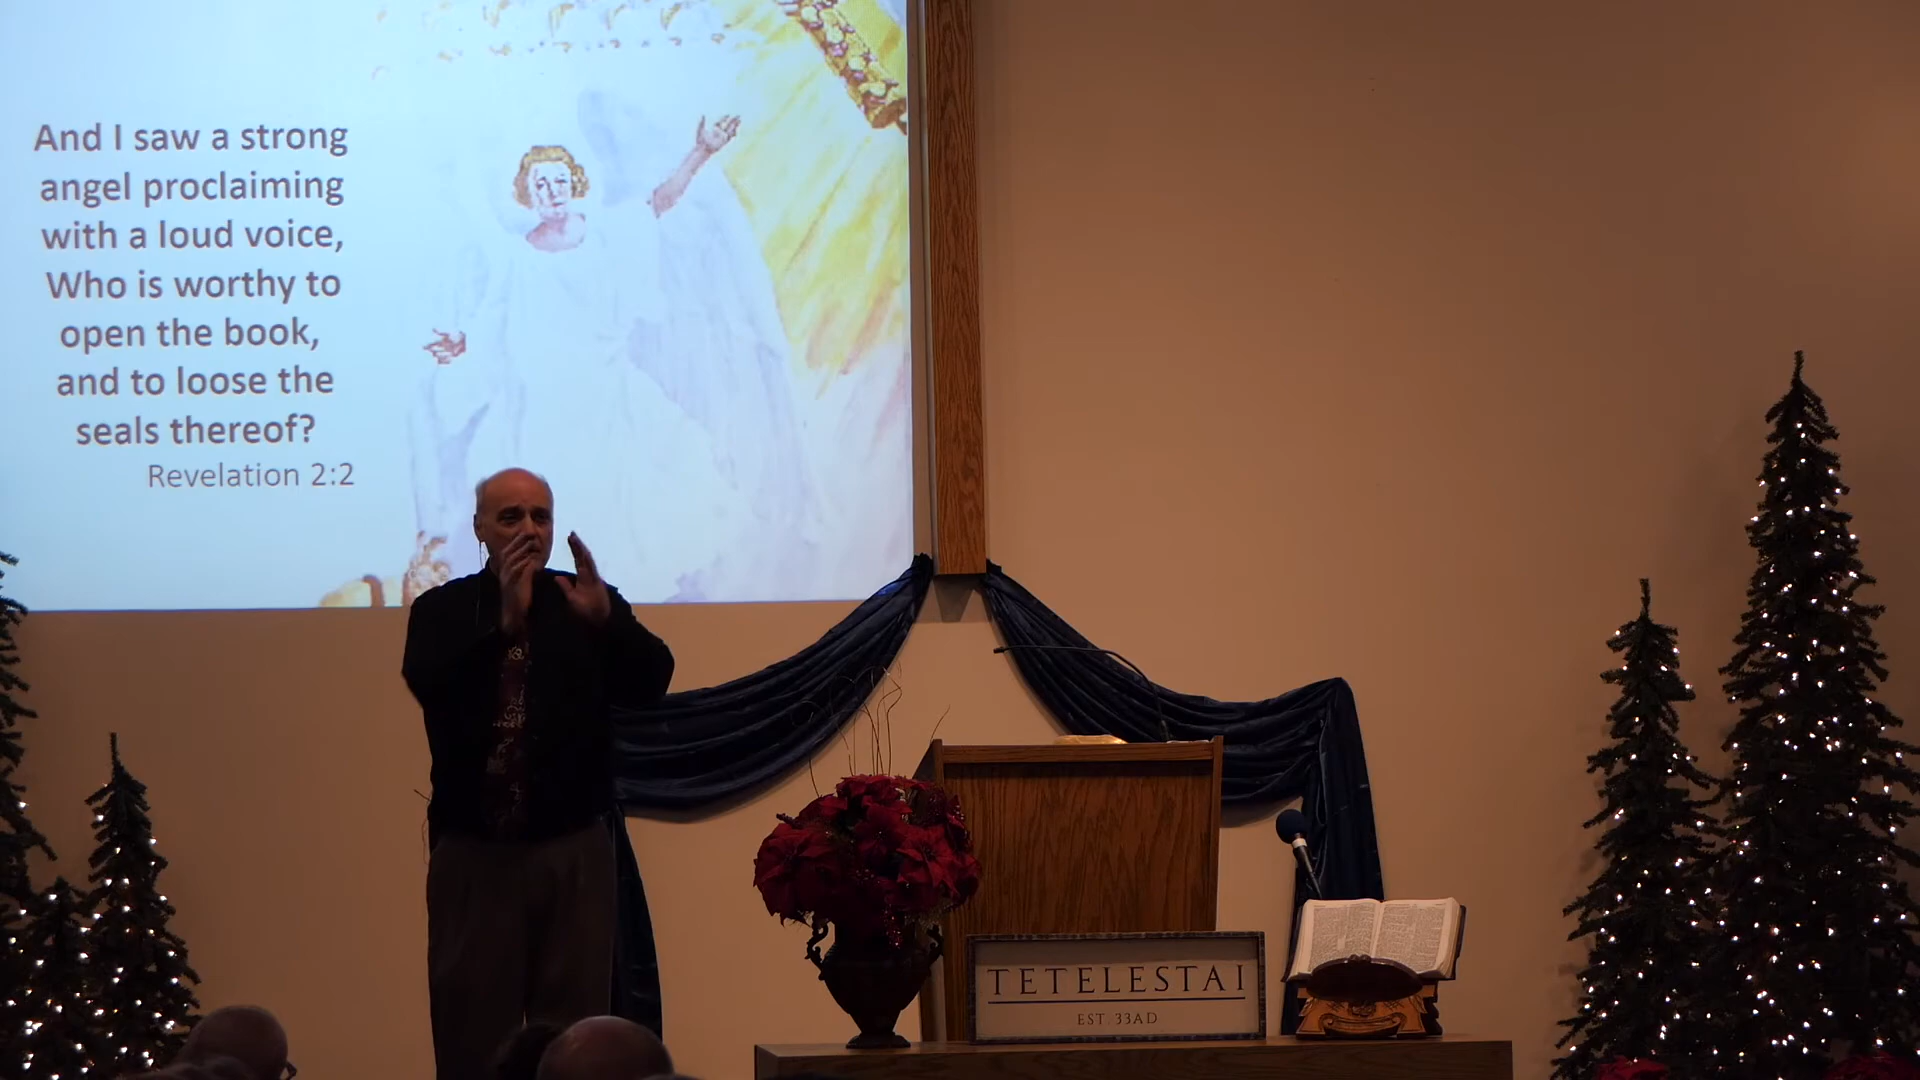 And I saw a strong
angel proclaiming
with a loud voice,
Who is worthy to
open the book,
and to loose the
seals thereof?
Revelation 2:2
TETELESTAI
EST. 33AD